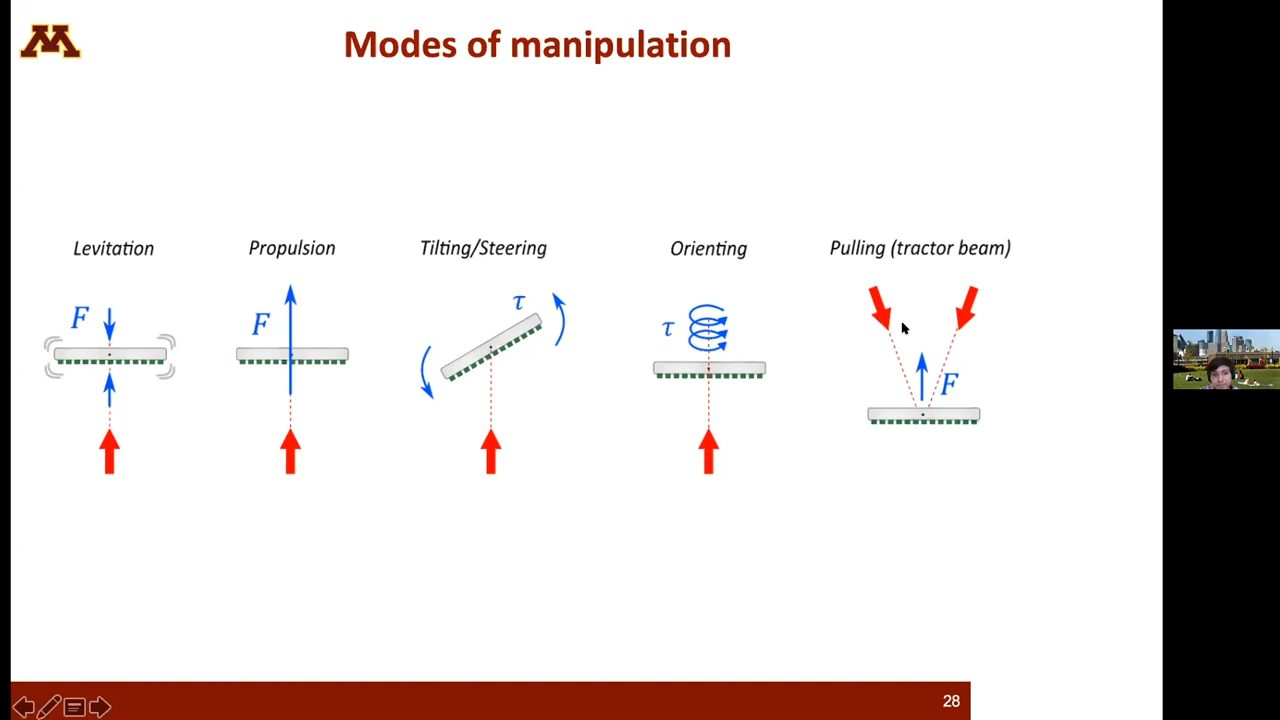 M
Modes of manipulation
Levitation
Propulsion
Tilting/Steering
Orienting
Pulling (tractor beam)
F
F
τ
τ
F
28